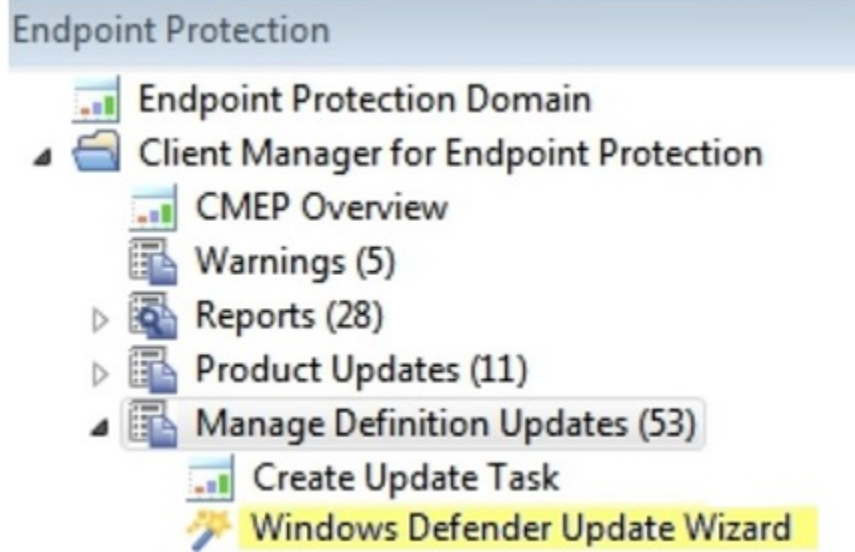 Endpoint Protection
Endpoint Protection Domain
Client Manager for Endpoint Protection
CMEP Overview
Warnings (5)
Reports (28)
Product Updates (11)
Manage Definition Updates (53)
Create Update Task
Windows Defender Update Wizard